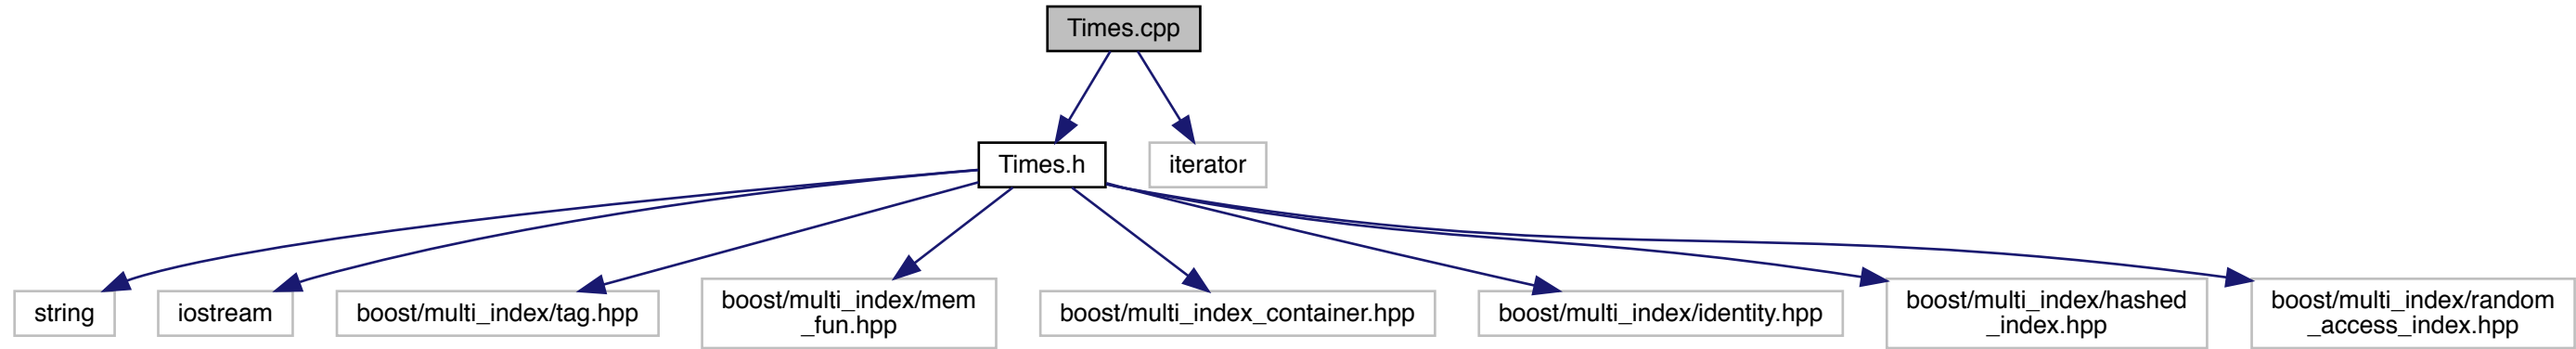 Times.cpp
Times.h
iterator
string
iostream
boost/multi_index/tag.hpp
boost/multi_index/mem
_fun.hpp
boost/multi_index_container.hpp
boost/multi_index/identity.hpp
boost/multi_index/hashed
_index.hpp
boost/multi_index/random
_access_index.hpp